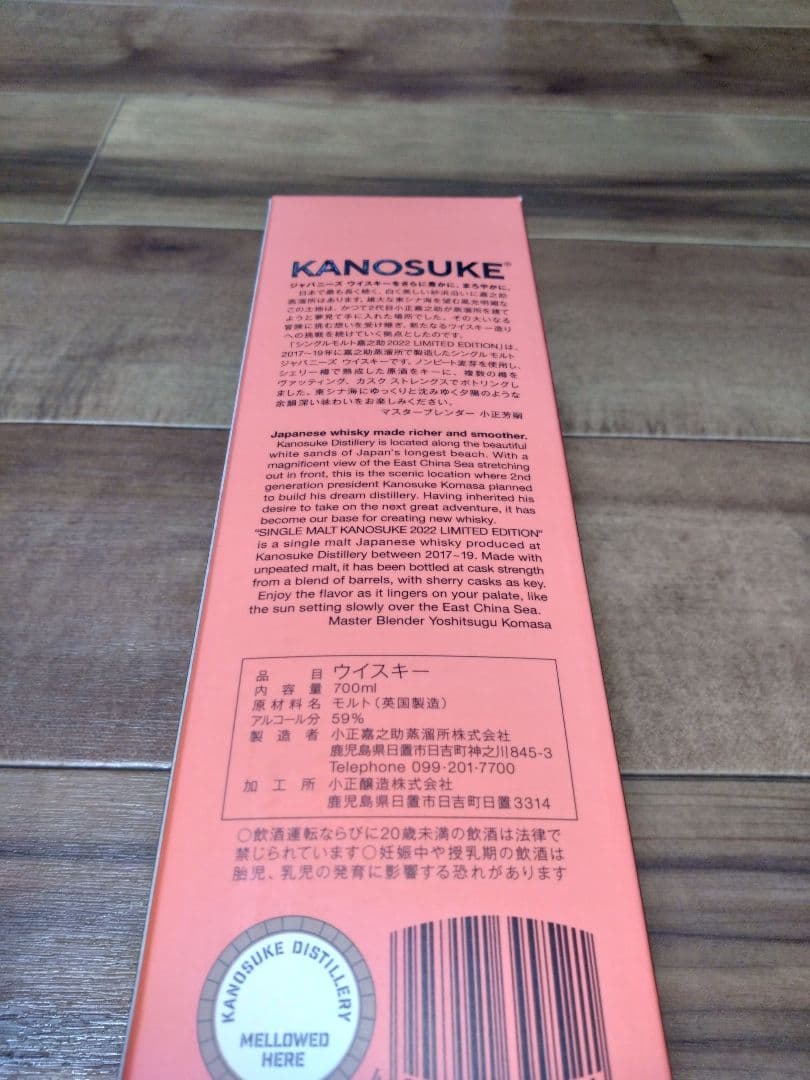 KANOSUKE®
ジャパニーズ ウイスキーをさらに豊かに、まろやかに。
日本で最も長く続く、白く美しい砂浜沿いに嘉之助
蒸溜所はあります。雄大な東シナ海を望む風光明媚な
この土地は、かつて2代目小正嘉之助が蒸溜所を建て
ようと夢見て手に入れた場所でした。その大いなる
冒険に挑む想いを受け継ぎ、新たなるウイスキー造り
への挑戦を続けていく拠点としたのです。
「シングルモルト嘉之助 2022 LIMITED EDITION」は、
2017~19年に嘉之助蒸溜所で製造したシングル モルト
ジャパニーズ ウイスキーです。ノンピート麦芽を使用し、
シェリー樽で熟成した原酒をキーに、複数の樽を
ヴァッティング、カスク ストレングスでボトリングし
ました。東シナ海にゆっくりと沈みゆく夕陽のような
余韻深い味わいをお楽しみください。
マスターブレンダー 小正芳嗣
Japanese whisky made richer and smoother.
Kanosuke Distillery is located along the beautiful
white sands of Japan's longest beach. With a
magnificent view of the East China Sea stretching
out in front, this is the scenic location where 2nd
generation president Kanosuke Komasa planned
to build his dream distillery. Having inherited his
desire to take on the next great adventure, it has
become our base for creating new whisky.
"SINGLE MALT KANOSUKE 2022 LIMITED EDITION"
is a single malt Japanese whisky produced at
Kanosuke Distillery between 2017~19. Made with
unpeated malt, it has been bottled at cask strength
from a blend of barrels, with sherry casks as key.
Enjoy the flavor as it lingers on your palate, like
the sun setting slowly over the East China Sea.
Master Blender Yoshitsugu Komasa
品目 ウイスキー
内容量 700ml
原材料名 モルト(英国製造)
アルコール分 59%
製造者 小正嘉之助蒸溜所株式会社
鹿児島県日置市日吉町神之川845-3
Telephone 099-201-7700
加工所 小正醸造株式会社
鹿児島県日置市日吉町日置3314
○飲酒運転ならびに20歳未満の飲酒は法律で
禁じられています○妊娠中や授乳期の飲酒は
胎児、乳児の発育に影響する恐れがあります
KANOSUKE DISTILLERY
MELLOWED
HERE